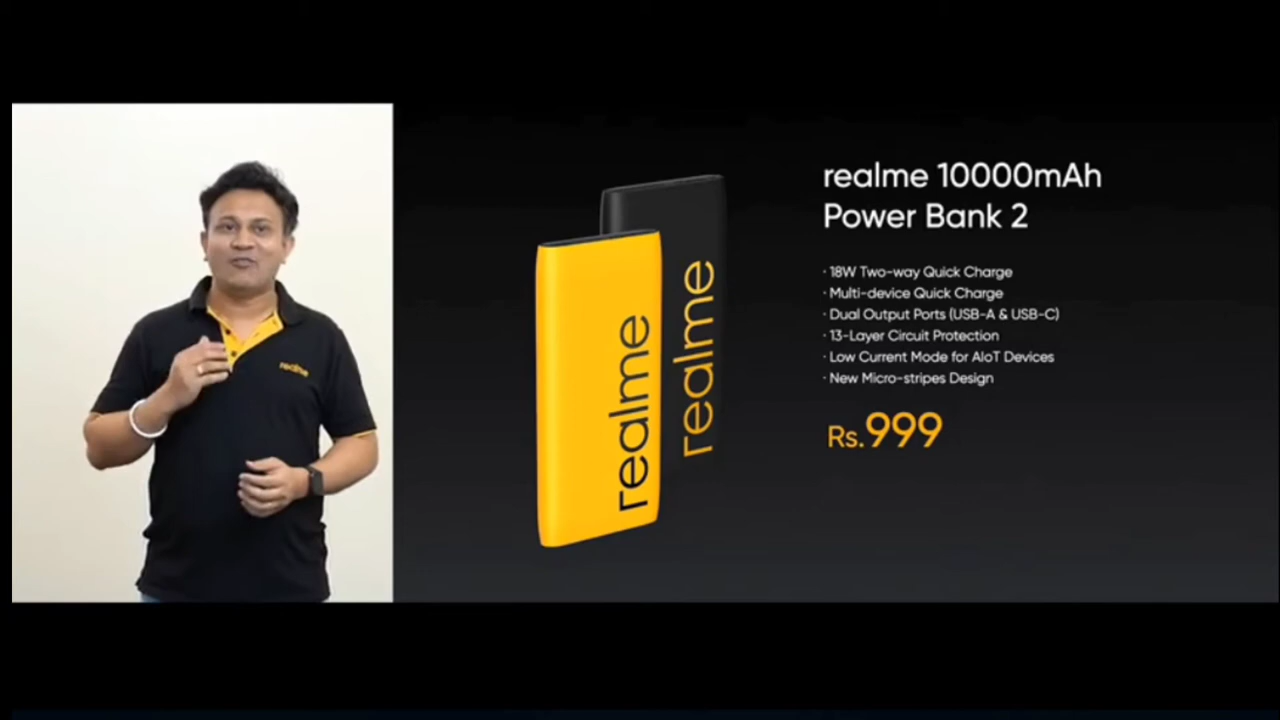 realme
realme
realme
realme 10000mAh
Power Bank 2
· 18W Two-way Quick Charge
· Multi-device Quick Charge
· Dual Output Ports (USB-A & USB-C)
· 13-Layer Circuit Protection
· Low Current Mode for AIoT Devices
· New Micro-stripes Design
Rs.999